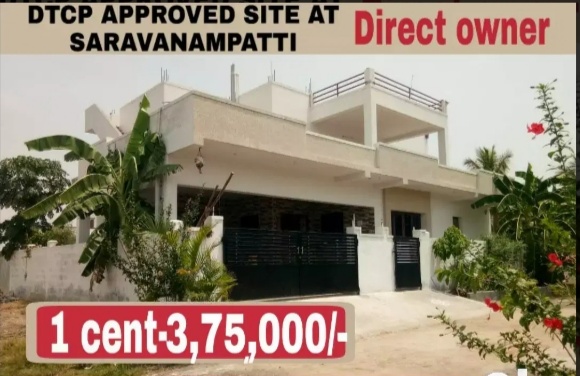 DTCP APPROVED SITE AT
SARAVANAMPATTI
Direct owner
1 cent-3,75,000/-